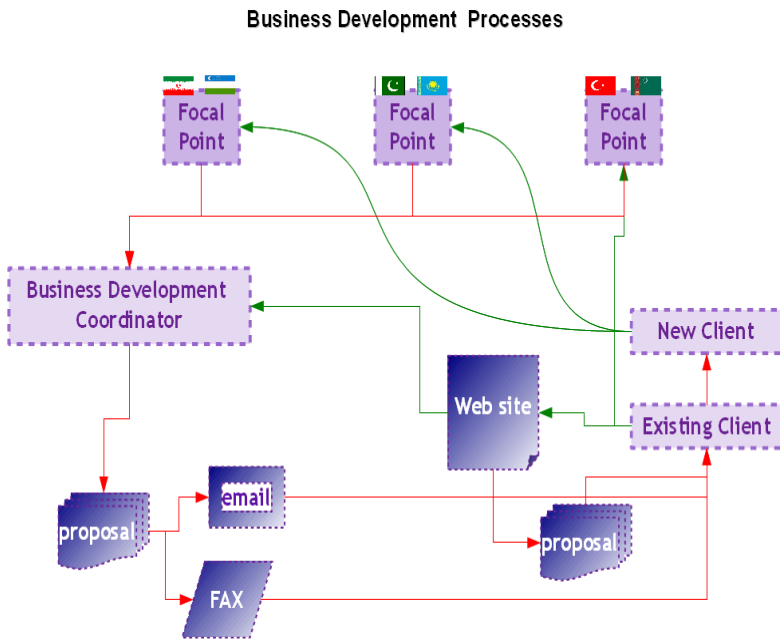 Business Development Processes
Focal
Point
Focal
Point
Focal
Point
Business Development
Coordinator
New Client
Web site
Existing Client
email
proposal
proposal
FAX